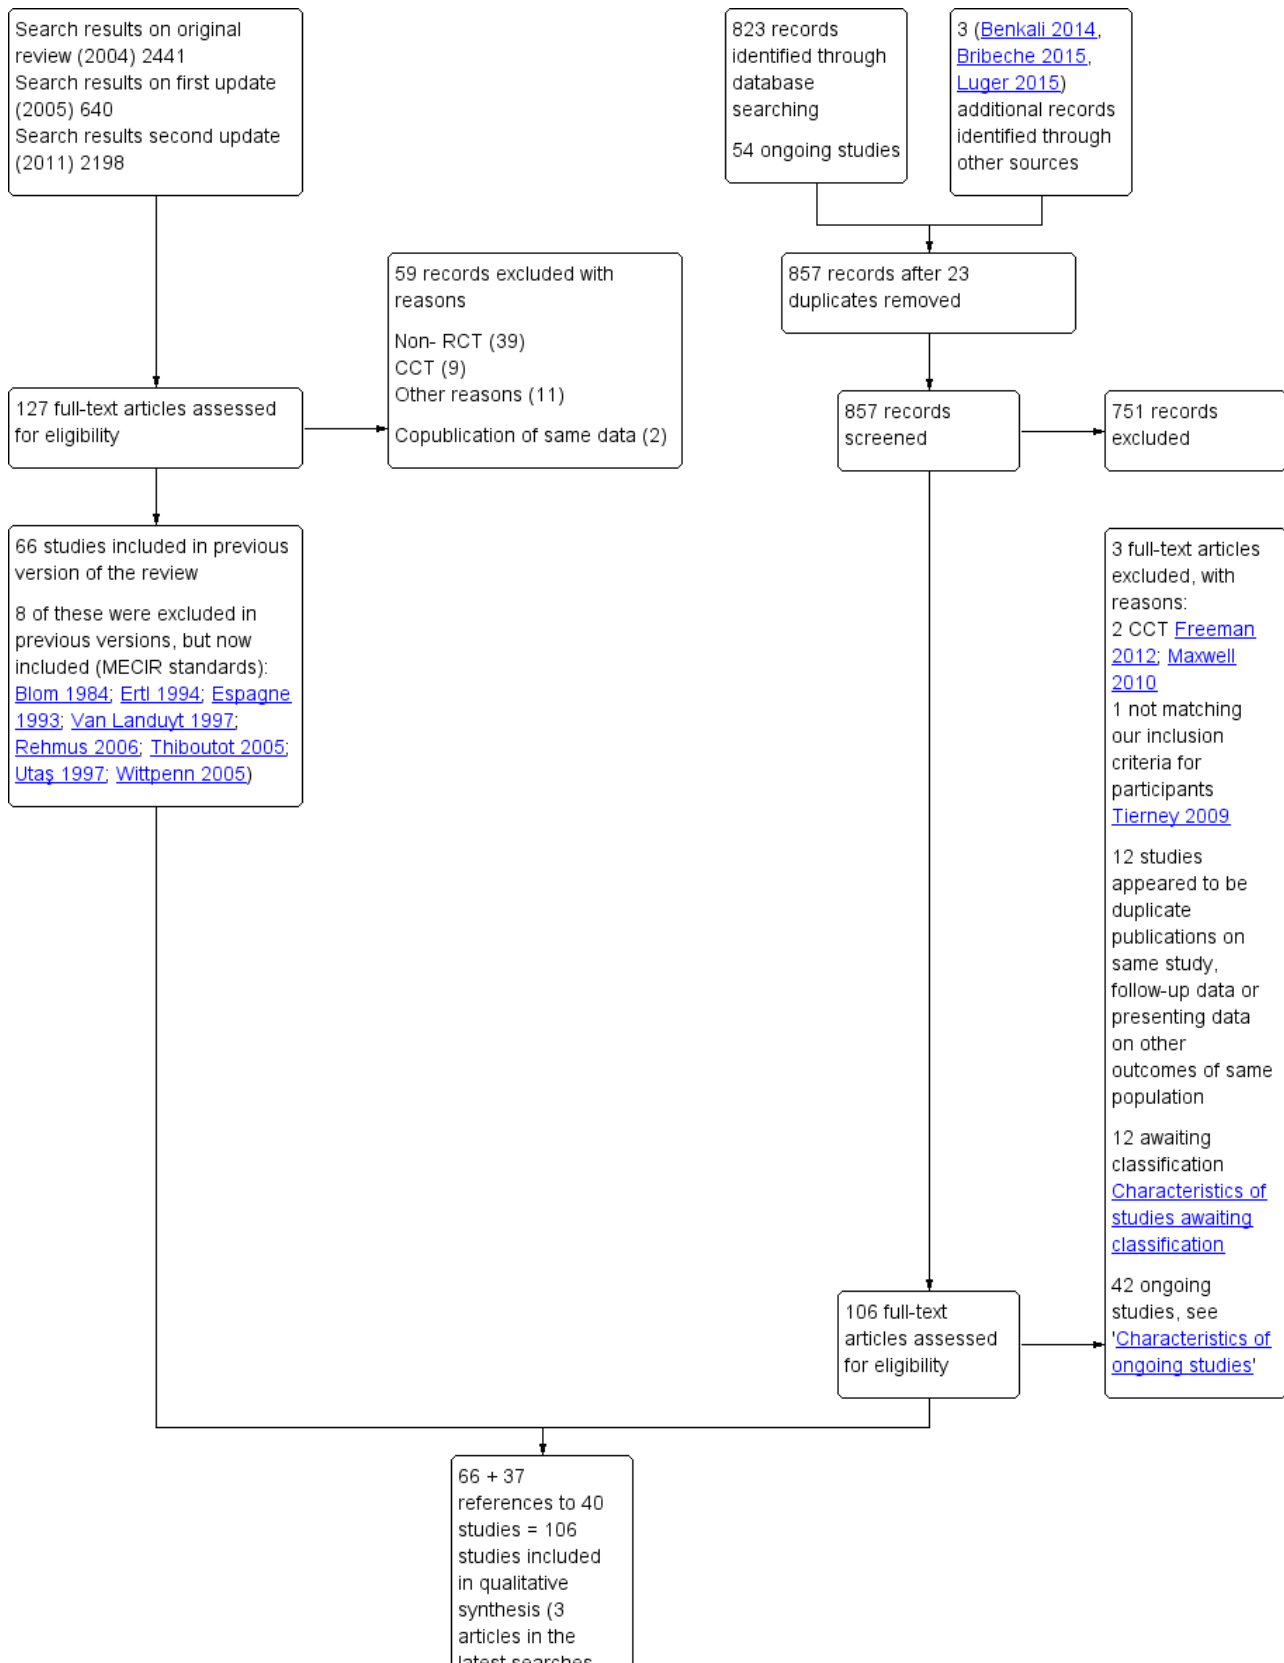 Search results on original
review (2004) 2441
Search results on first update
(2005) 640
Search results second update
(2011) 2198
823 records
identified through
database
searching
54 ongoing studies
3 (Benkali 2014,
Bribeche 2015,
Luger 2015)
additional records
identified through
other sources
857 records after 23
duplicates removed
59 records excluded with
reasons
Non- RCT (39)
CCT (9)
Other reasons (11)
Copublication of same data (2)
127 full-text articles assessed
for eligibility
857 records
screened
751 records
excluded
66 studies included in previous
version of the review
8 of these were excluded in
previous versions, but now
included (MECIR standards):
Blom 1984; Ertl 1994; Espagne
1993; Van Landuyt 1997;
Rehmus 2006; Thiboutot 2005;
Utaş 1997; Wittpenn 2005)
3 full-text articles
excluded, with
reasons:
2 CCT Freeman
2012; Maxwell
2010
1 not matching
our inclusion
criteria for
participants
Tierney 2009
12 studies
appeared to be
duplicate
publications on
same study,
follow-up data or
presenting data
on other
outcomes of same
population
12 awaiting
classification
Characteristics of
studies awaiting
classification
42 ongoing
studies, see
'Characteristics of
ongoing studies'
106 full-text
articles assessed
for eligibility
66 + 37
references to 40
studies = 106
studies included
in qualitative
synthesis (3
articles in the
latest searches